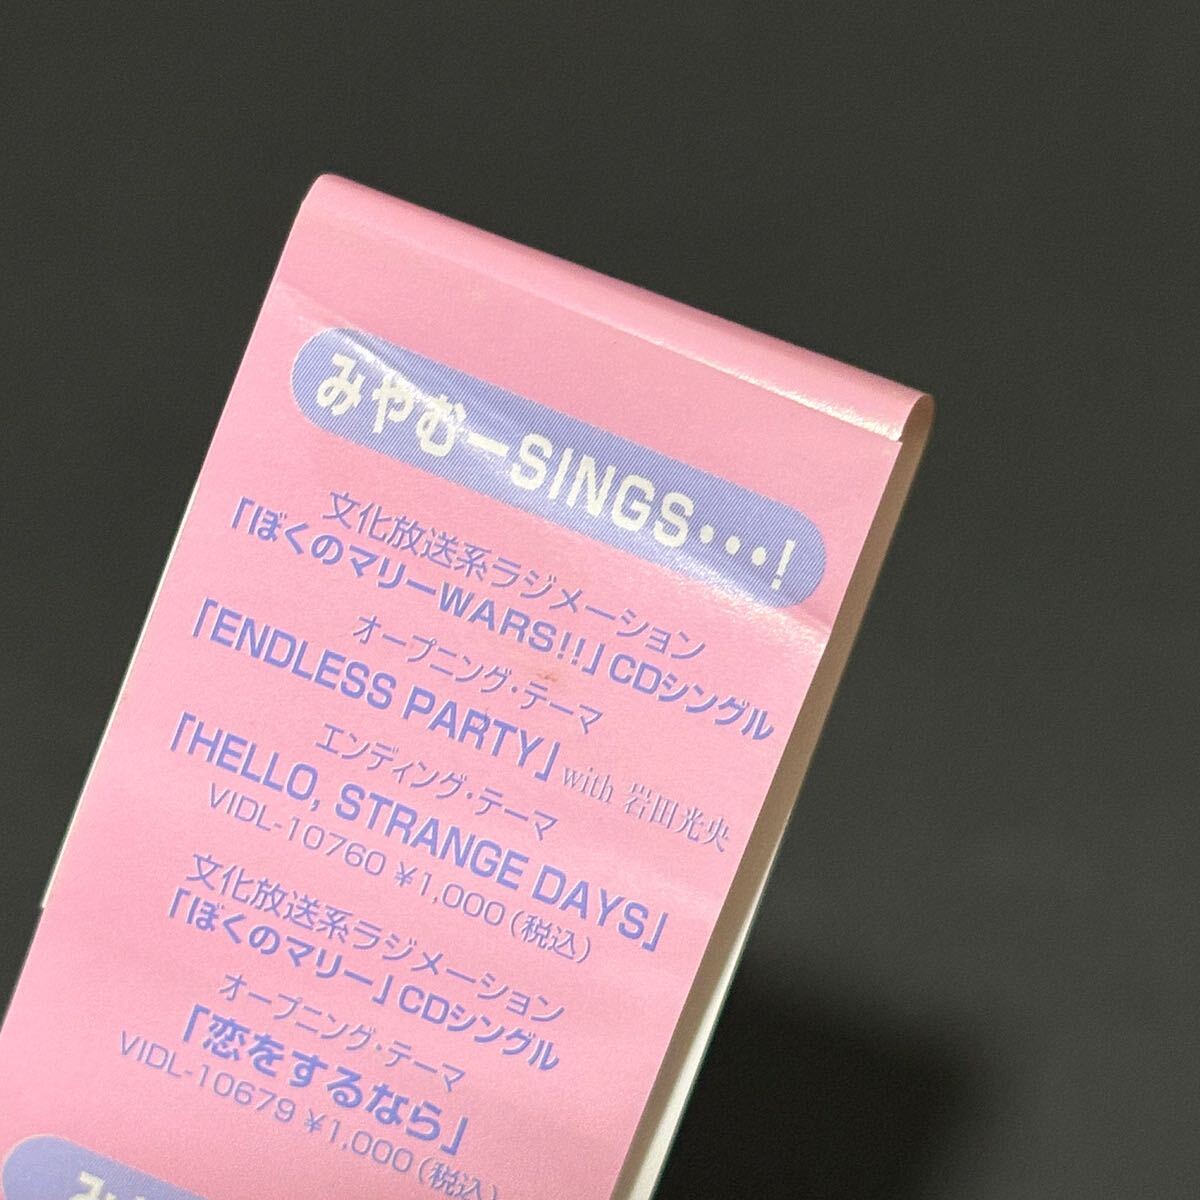 みやむーSINGS・・・・!
文化放送系ラジメーション
「ぼくのマリーWARS!!」CDシングル
オープニング・テーマ
「ENDLESS PARTY」with 岩田光央
エンディング・テーマ
「HELLO, STRANGE DAYS」
VIDL-10760 ¥1,000(税込)
文化放送系ラジメーション
「ぼくのマリー」CDシングル
オープニング・テーマ
「恋をするなら」
VIDL-10679 ¥1,000(税込)